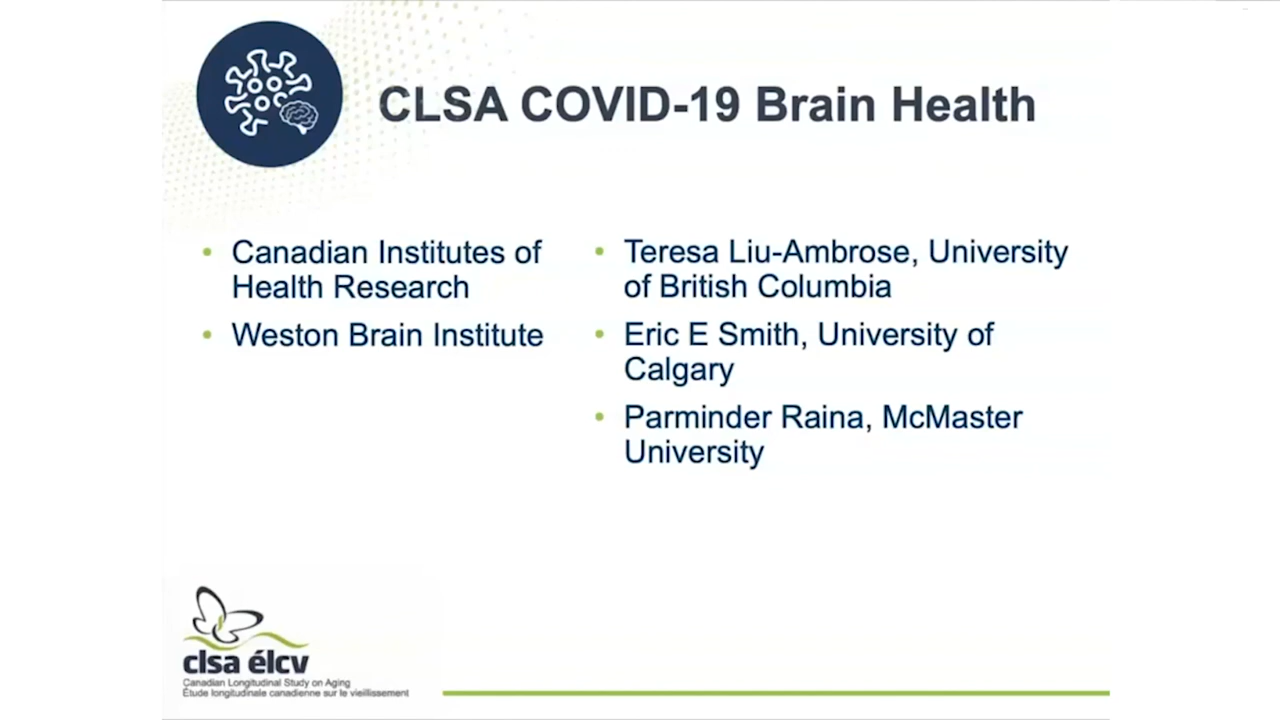 CLSA COVID-19 Brain Health
• Canadian Institutes of
Health Research
• Weston Brain Institute
• Teresa Liu-Ambrose, University
of British Columbia
• Eric E Smith, University of
Calgary
• Parminder Raina, McMaster
University
clsa élcv
Canadian Longitudinal Study on Aging
Étude longitudinale canadienne sur le vieillissement